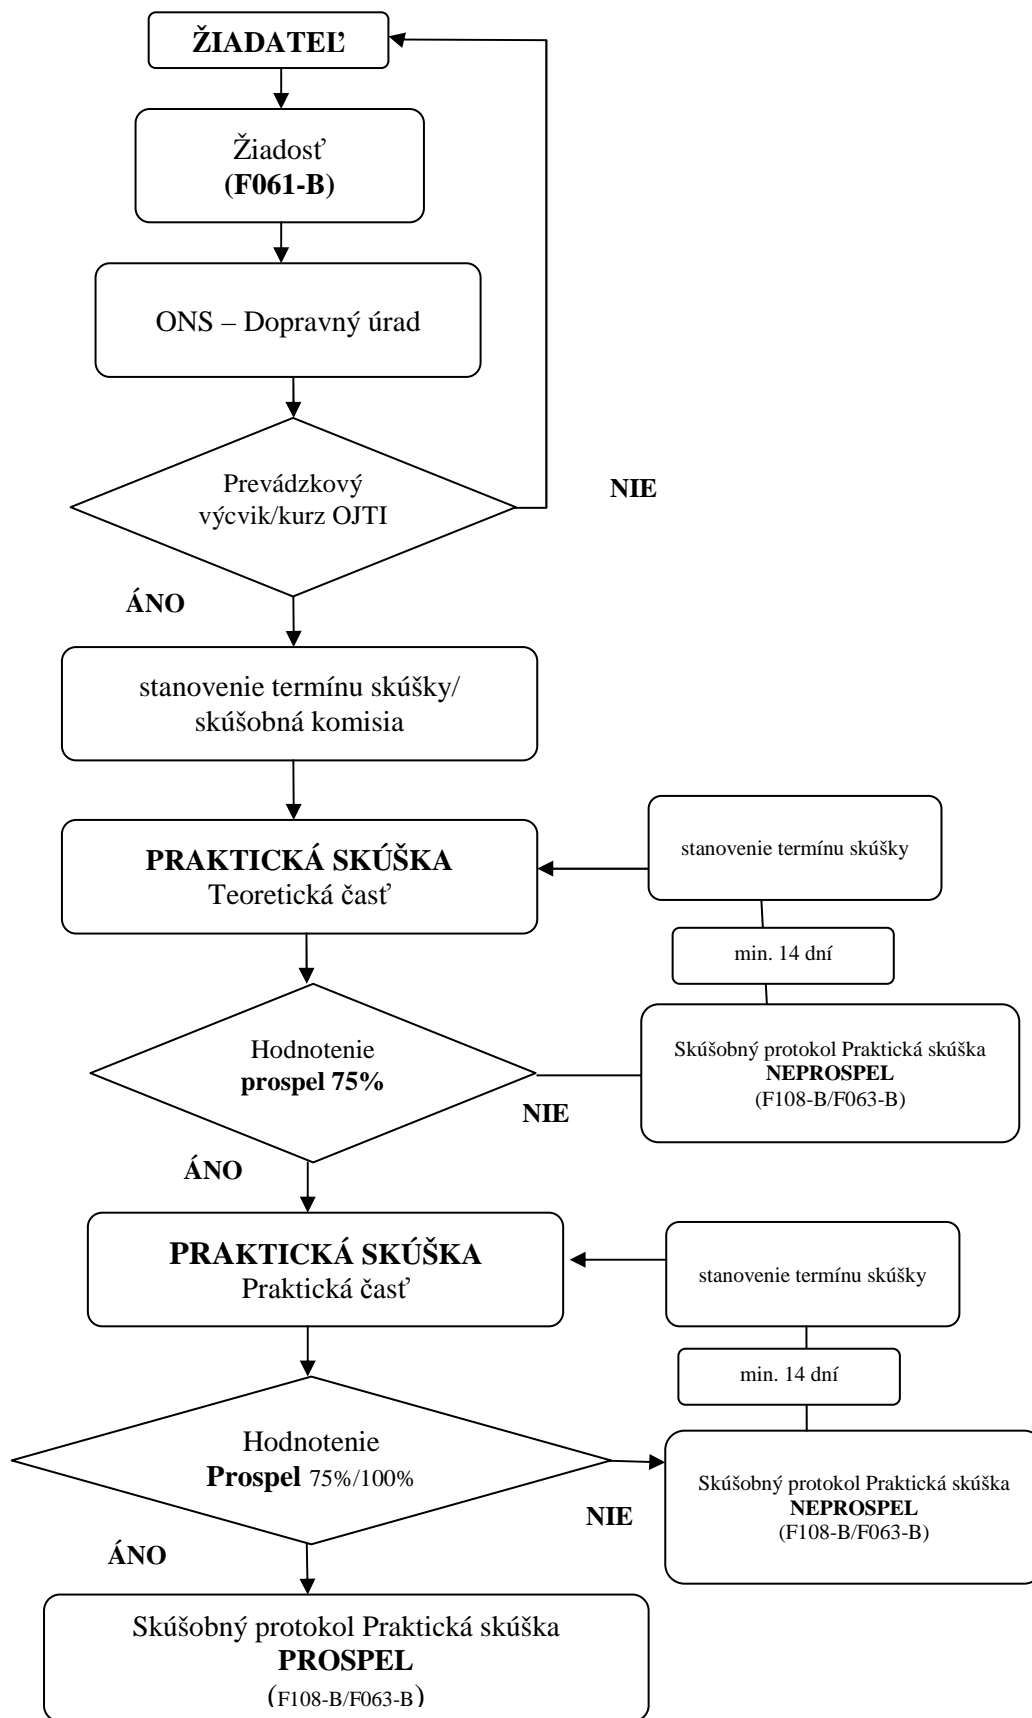 ŽIADATEĽ
Žiadosť
(F061-B)
ONS – Dopravný úrad
Prevádzkový
výcvik/kurz OJTI
NIE
ÁNO
stanovenie termínu skúšky/
skúšobná komisia
PRAKTICKÁ SKÚŠKA
Teoretická časť
stanovenie termínu skúšky
min. 14 dní
Hodnotenie
prospel 75%
NIE
Skúšobný protokol Praktická skúška
NEPROSPEL
(F108-B/F063-B)
ÁNO
PRAKTICKÁ SKÚŠKA
Praktická časť
stanovenie termínu skúšky
min. 14 dní
Hodnotenie
Prospel 75%/100%
NIE
Skúšobný protokol Praktická skúška
NEPROSPEL
(F108-B/F063-B)
ÁNO
Skúšobný protokol Praktická skúška
PROSPEL
(F108-B/F063-B)